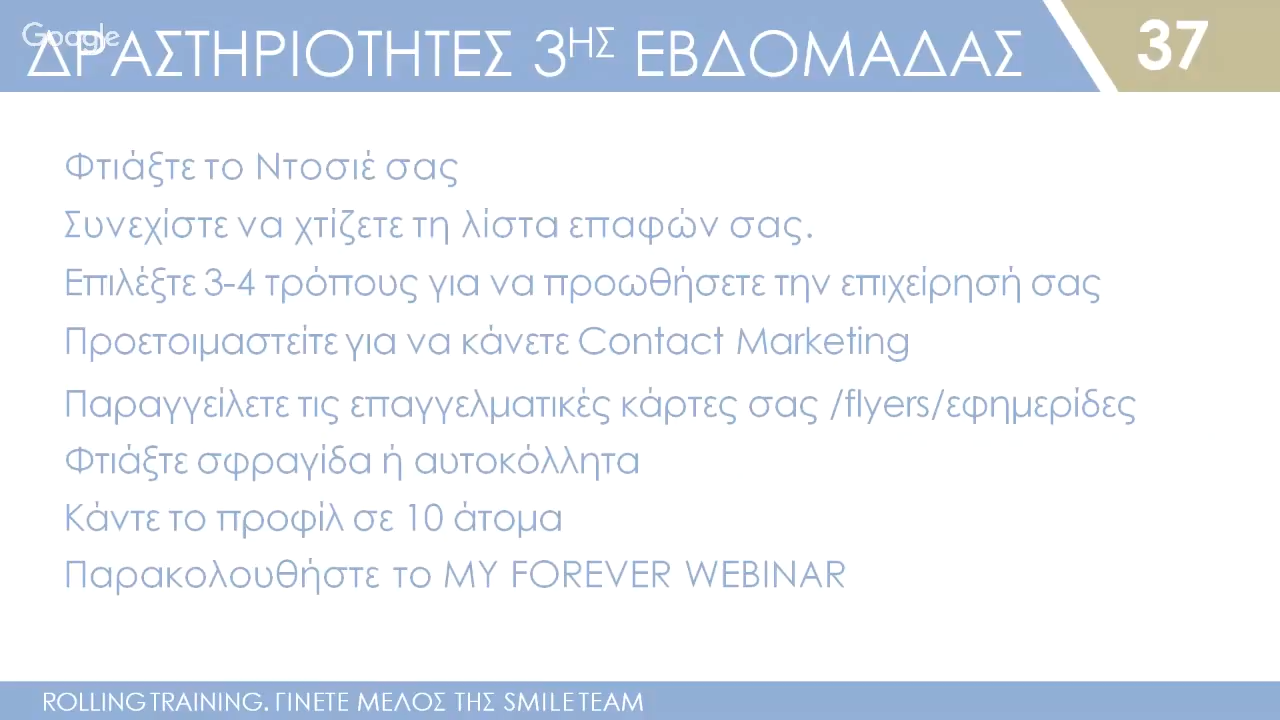 Google
ΔΡΑΣΤΗΡΙΟΤΗΤΕΣ 3ΗΣ ΕΒΔΟΜΑΔΑΣ
37
Φτιάξτε το Ντοσιέ σας
Συνεχίστε να χτίζετε τη λίστα επαφών σας.
Επιλέξτε 3-4 τρόπους για να προωθήσετε την επιχείρησή σας
Προετοιμαστείτε για να κάνετε Contact Marketing
Παραγγείλετε τις επαγγελματικές κάρτες σας /flyers/εφημερίδες
Φτιάξτε σφραγίδα ή αυτοκόλλητα
Κάντε το προφίλ σε 10 άτομα
Παρακολουθήστε το MY FOREVER WEBINAR
ROLLING TRAINING. ΓΙΝΕΤΕ ΜΕΛΟΣ ΤΗΣ SMILE TEAM